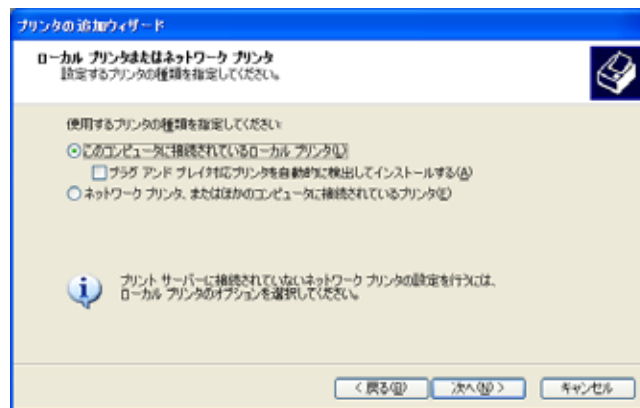 プリンタの追加ウィザード
ローカル プリンタまたはネットワーク プリンタ
設定するプリンタの種類を指定してください。
使用するプリンタの種類を指定してください:
このコンピュータに接続されているローカル プリンタ(L)
プラグ アンド プレイ対応プリンタを自動的に検出してインストールする(A)
ネットワーク プリンタ、またはほかのコンピュータに接続されているプリンタ(E)
プリント サーバーに接続されていないネットワーク プリンタの設定を行うには、
ローカル プリンタのオプションを選択してください。
< 戻る(B) 次へ(N) > キャンセル